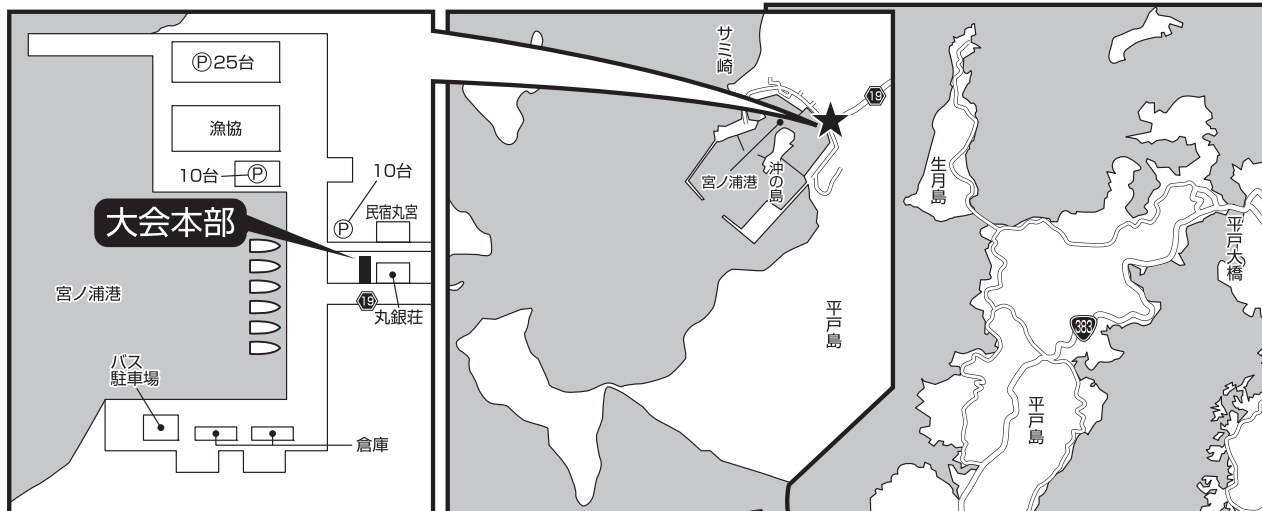 Ⓟ25台
漁協
10台
Ⓟ
10台
Ⓟ
民宿丸宮
大会本部
宮ノ浦港
19
丸銀荘
バス
駐車場
倉庫
サミ崎
19
宮ノ浦港
沖の島
平戸島
生月島
平戸大橋
383
平戸島